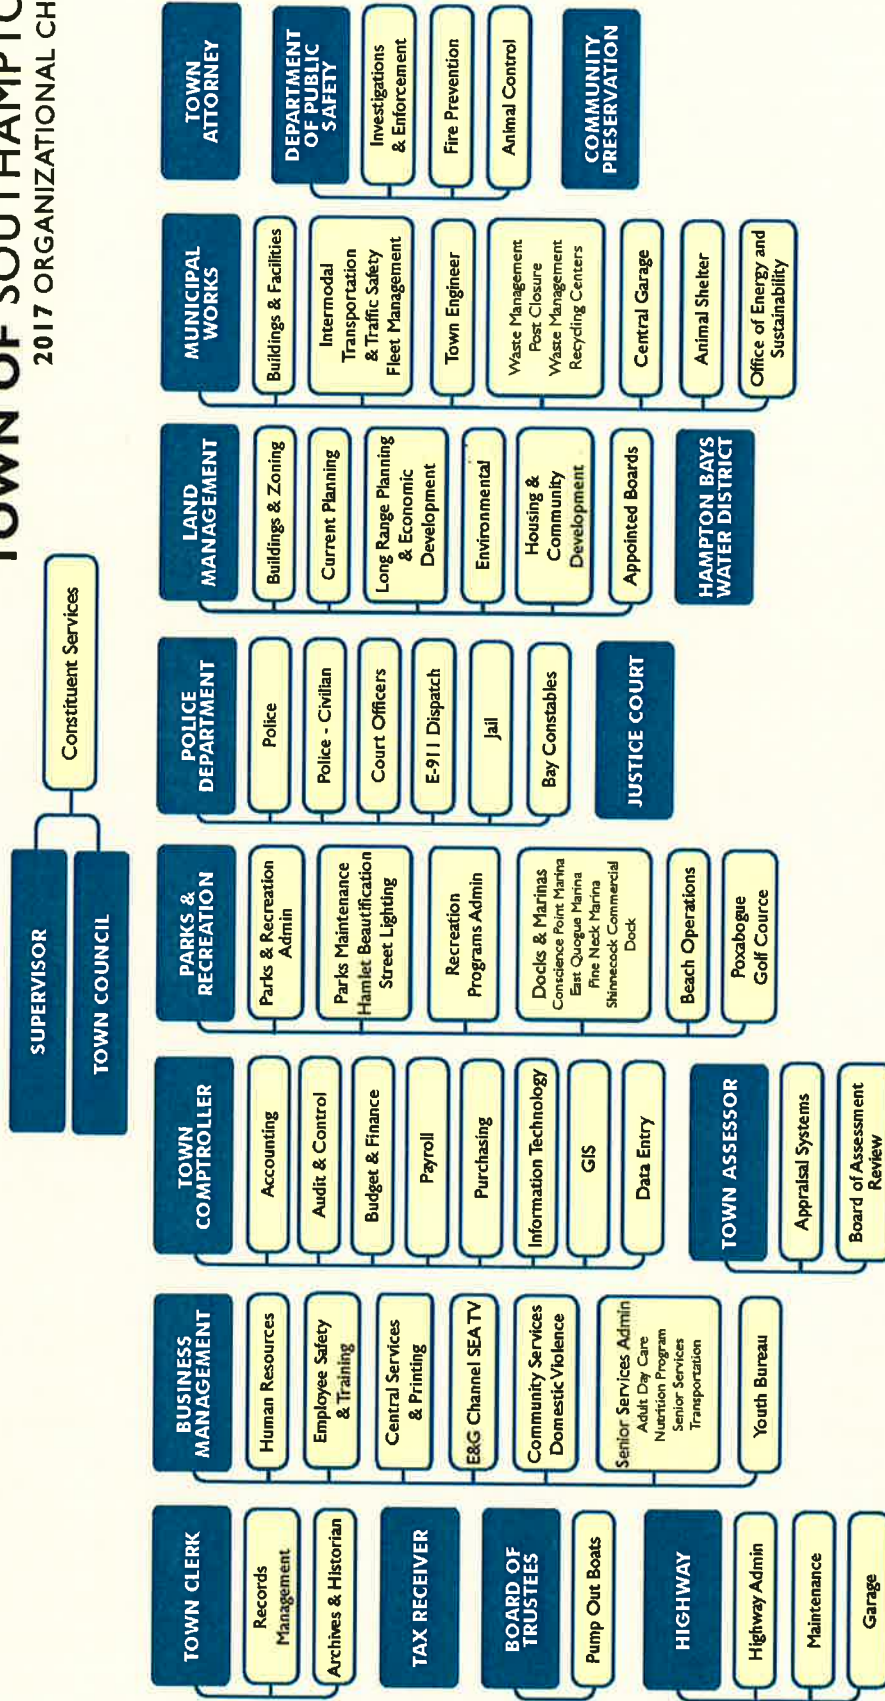 TOWN OF SOUTHAMPTO
2017 ORGANIZATIONAL CH
SUPERVISOR
TOWN COUNCIL
Constituent Services
TOWN CLERK
Records
Management
Archives & Historian
TAX RECEIVER
BOARD OF
TRUSTEES
Pump Out Boats
HIGHWAY
Highway Admin
Maintenance
Garage
BUSINESS
MANAGEMENT
Human Resources
Employee Safety
& Training
Central Services
& Printing
E&G Channel SEA TV
Community Services
Domestic Violence
Senior Services Admin
Adult Day Care
Nutrition Program
Senior Services
Transportation
Youth Bureau
TOWN
COMPTROLLER
Accounting
Audit & Control
Budget & Finance
Payroll
Purchasing
Information Technology
GIS
Data Entry
TOWN ASSESSOR
Appraisal Systems
Board of Assessment
Review
PARKS &
RECREATION
Parks & Recreation
Admin
Parks Maintenance
Hamlet Beautification
Street Lighting
Recreation
Programs Admin
Docks & Marinas
Conscience Point Marina
East Quogue Marina
Pine Neck Marina
Shinnecock Commercial
Dock
Beach Operations
Poxabogue
Golf Cource
POLICE
DEPARTMENT
Police
Police - Civilian
Court Officers
E-911 Dispatch
Jail
Bay Constables
JUSTICE COURT
LAND
MANAGEMENT
Buildings & Zoning
Current Planning
Long Range Planning
& Economic
Development
Environmental
Housing &
Community
Development
Appointed Boards
HAMPTON BAYS
WATER DISTRICT
MUNICIPAL
WORKS
Buildings & Facilities
Intermodal
Transportation
& Traffic Safety
Fleet Management
Town Engineer
Waste Management
Post Closure
Waste Management
Recycling Centers
Central Garage
Animal Shelter
Office of Energy and
Sustainability
TOWN
ATTORNEY
DEPARTMENT
OF PUBLIC
SAFETY
Investigations
& Enforcement
Fire Prevention
Animal Control
COMMUNITY
PRESERVATION